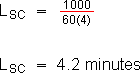 L_SC = 1000/60(4)
L_SC = 4.2 minutes